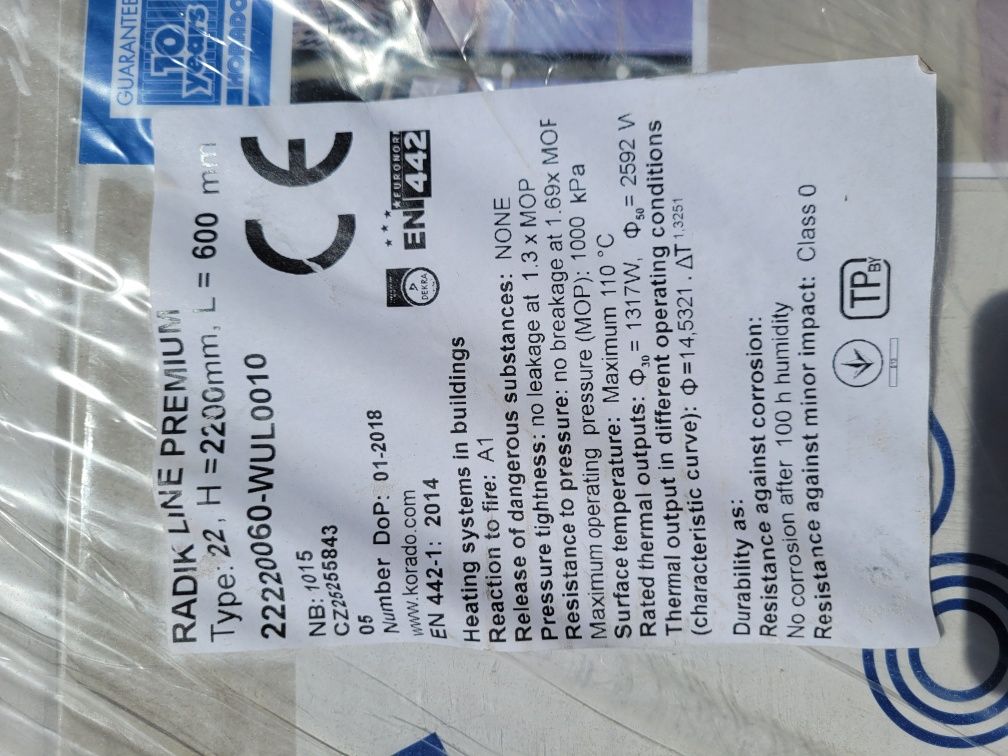 GUARANTEE
10
Years
KORADO
RADIK LINE PREMIUM
Type: 22, H =2200mm, L = 600 mm
22220060-WUL0010
CE
NB: 1015
CZ25255843
05
Number DoP: 01-2018
www.korado.com
EN 442-1: 2014
DEKRA
EURONORM
EN 442
Heating systems in buildings
Reaction to fire: A1
Release of dangerous substances: NONE
Pressure tightness: no leakage at 1.3 x MOP
Resistance to pressure: no breakage at 1.69x MOP
Maximum operating pressure (MOP): 1000 kPa
Surface temperature: Maximum 110 °C
Rated thermal outputs: Φ₃₀ = 1317W, Φ₅₀ = 2592 W
Thermal output in different operating conditions
(characteristic curve): Φ=14,5321 . ΔT¹,³²⁵¹
Durability as:
Resistance against corrosion:
No corrosion after 100 h humidity
Resistance against minor impact: Class 0
TP
BY